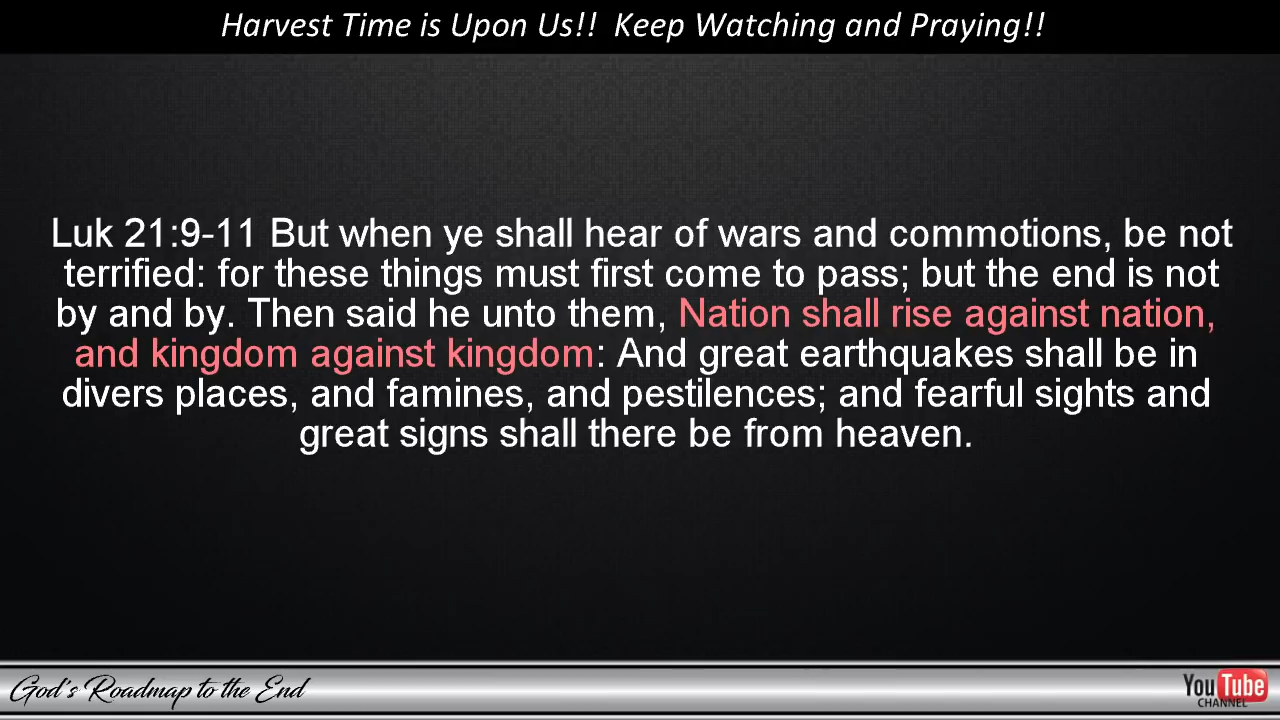 Harvest Time is Upon Us!!  Keep Watching and Praying!!
Luk 21:9-11 But when ye shall hear of wars and commotions, be not
terrified: for these things must first come to pass; but the end is not
by and by. Then said he unto them, Nation shall rise against nation,
and kingdom against kingdom: And great earthquakes shall be in
divers places, and famines, and pestilences; and fearful sights and
great signs shall there be from heaven.
God's Roadmap to the End
YouTube
CHANNEL